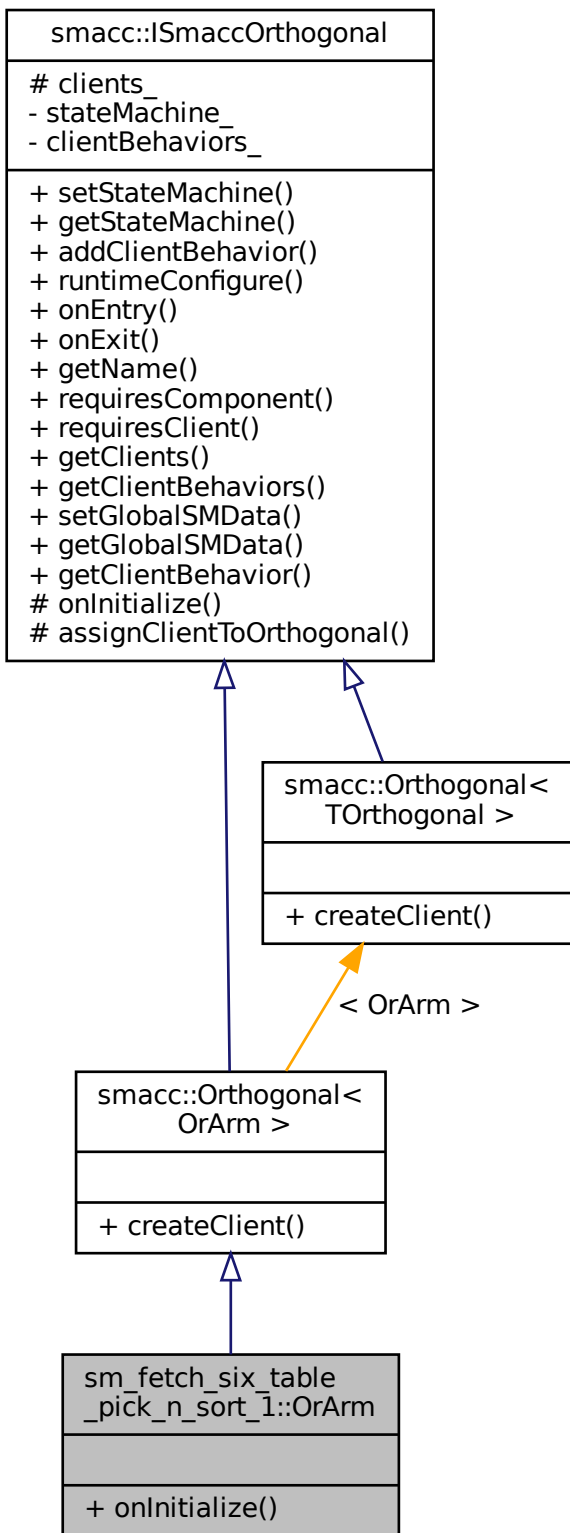 smacc::ISmaccOrthogonal
# clients_
- stateMachine_
- clientBehaviors_
+ setStateMachine()
+ getStateMachine()
+ addClientBehavior()
+ runtimeConfigure()
+ onEntry()
+ onExit()
+ getName()
+ requiresComponent()
+ requiresClient()
+ getClients()
+ getClientBehaviors()
+ setGlobalSMData()
+ getGlobalSMData()
+ getClientBehavior()
# onInitialize()
# assignClientToOrthogonal()
smacc::Orthogonal<
TOrthogonal >
+ createClient()
< OrArm >
smacc::Orthogonal<
OrArm >
+ createClient()
sm_fetch_six_table
_pick_n_sort_1::OrArm
+ onInitialize()